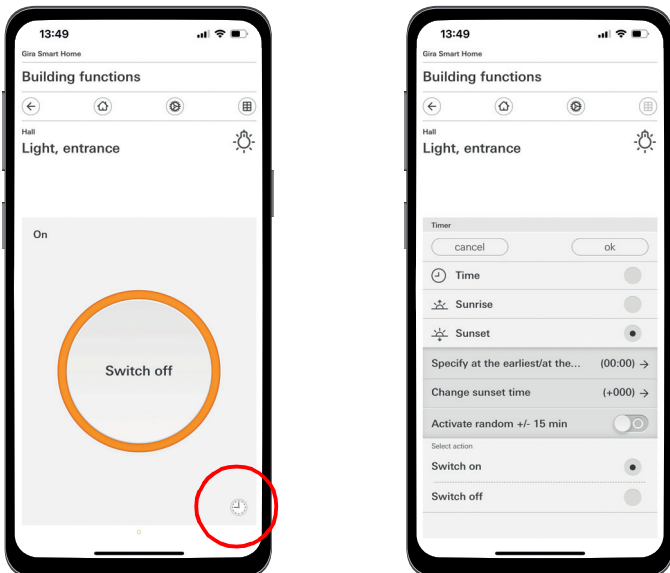 13:49
Gira Smart Home
Building functions
Hall
Light, entrance
On
Switch off
13:49
Gira Smart Home
Building functions
Hall
Light, entrance
Timer
cancel ok
Time
Sunrise
Sunset
Specify at the earliest/at the... (00:00)
Change sunset time (+000)
Activate random +/- 15 min
Select action
Switch on
Switch off